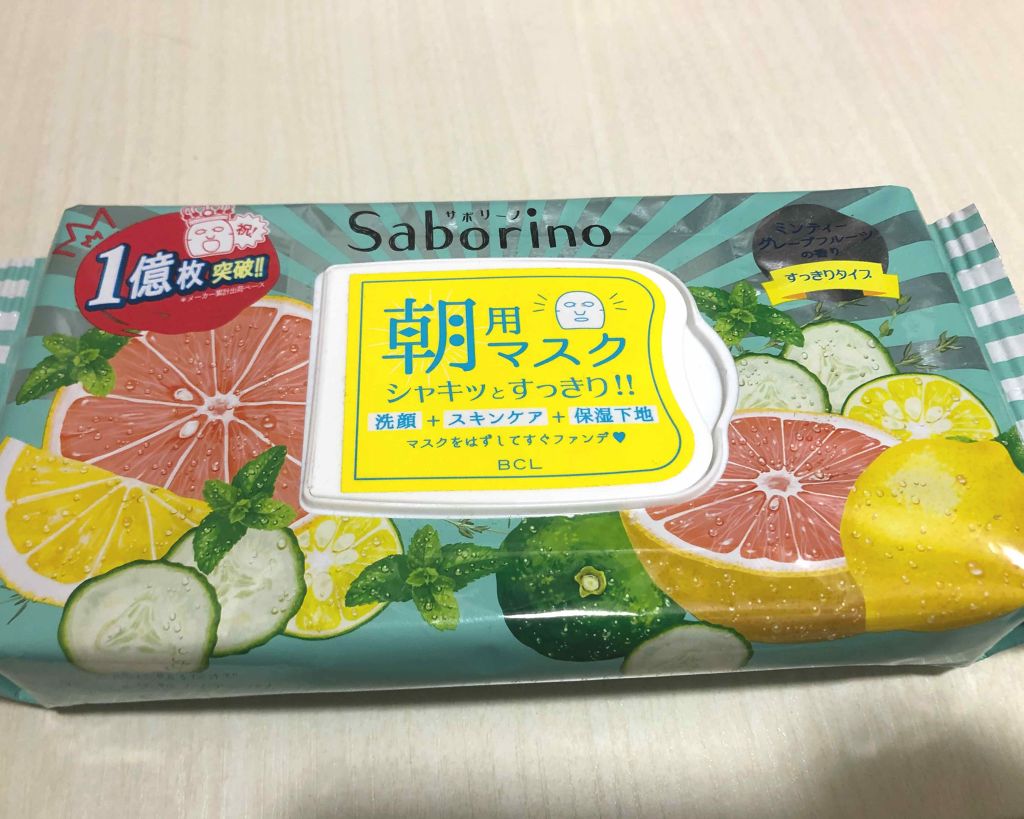 サボリーノ
Saborino
祝!
1億枚突破!!
※メーカー累計出荷ベース
ミンティー
グレープフルーツ
の香り
すっきりタイプ
朝用
マスク
シャキッとすっきり!!
洗顔+スキンケア+保湿下地
マスクをはずしてすぐファンデ♥
BCL